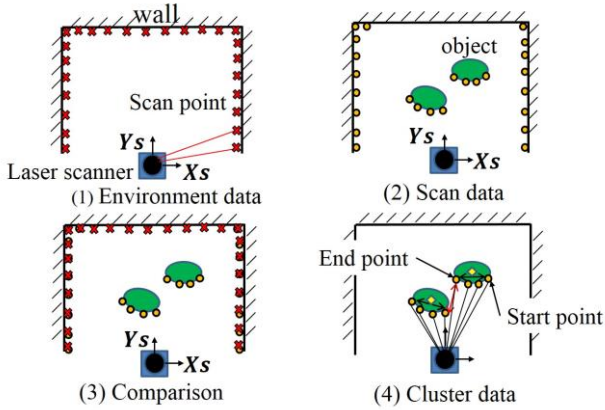 wall
object
Scan point
Ys
Ys
Laser scanner
Xs
Xs
(1) Environment data
(2) Scan data
End point
Start point
Ys
Xs
(3) Comparison
(4) Cluster data